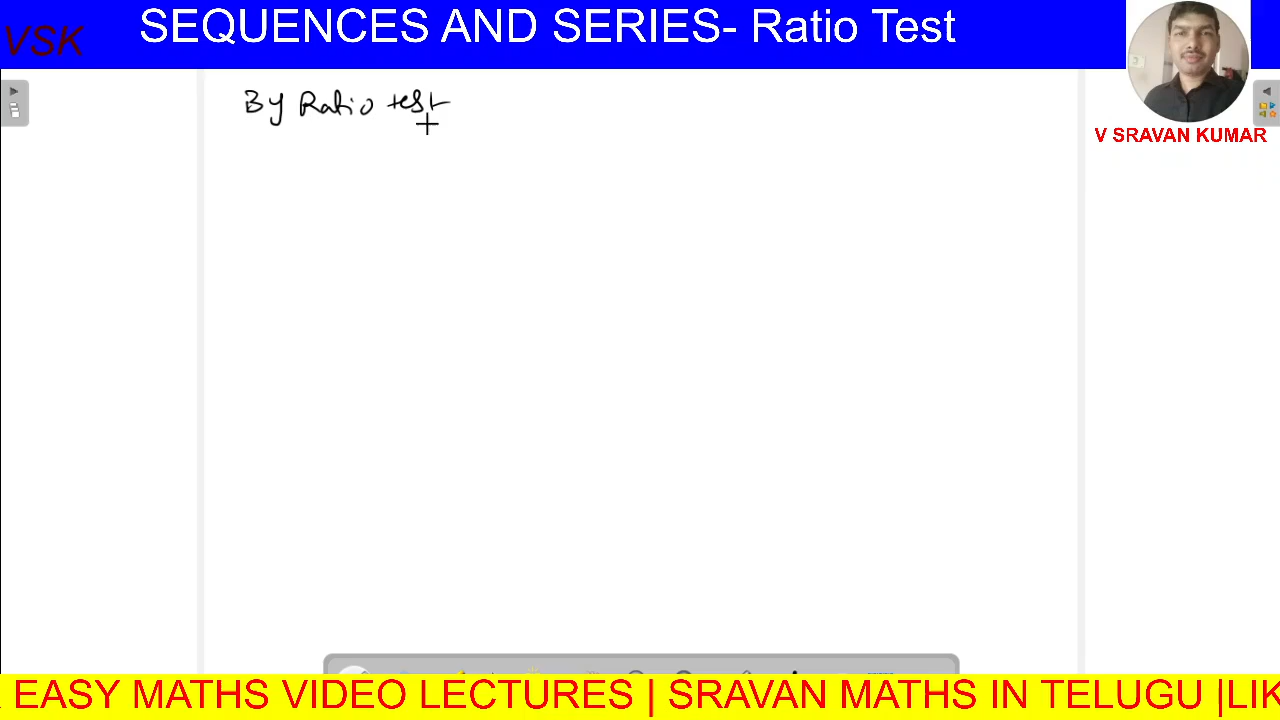 VSK
SEQUENCES AND SERIES- Ratio Test
V SRAVAN KUMAR
By Ratio test
EASY MATHS VIDEO LECTURES | SRAVAN MATHS IN TELUGU |LIK